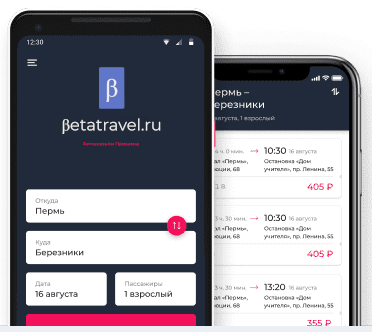 12:30
β
βetatravel.ru
Откуда
Пермь
Куда
Березники
Дата
16 августа
Пассажиры
1 взрослый
ермь –
ерезники
августа, 1 взрослый
ч. 0 мин. → 10:30 16 августа
ал «Пермь»,
юции, 68
Остановка «Дом
учителя», пр. Ленина, 55
405 ₽
ч. 30 мин. → 10:30 16 августа
ал «Пермь»,
юции, 68
Остановка «Дом
учителя», пр. Ленина, 55
405 ₽
ч. 30 мин. → 13:20 16 августа
ал «Пермь»,
юции, 68
Остановка «Дом
учителя», пр. Ленина, 55
355 ₽